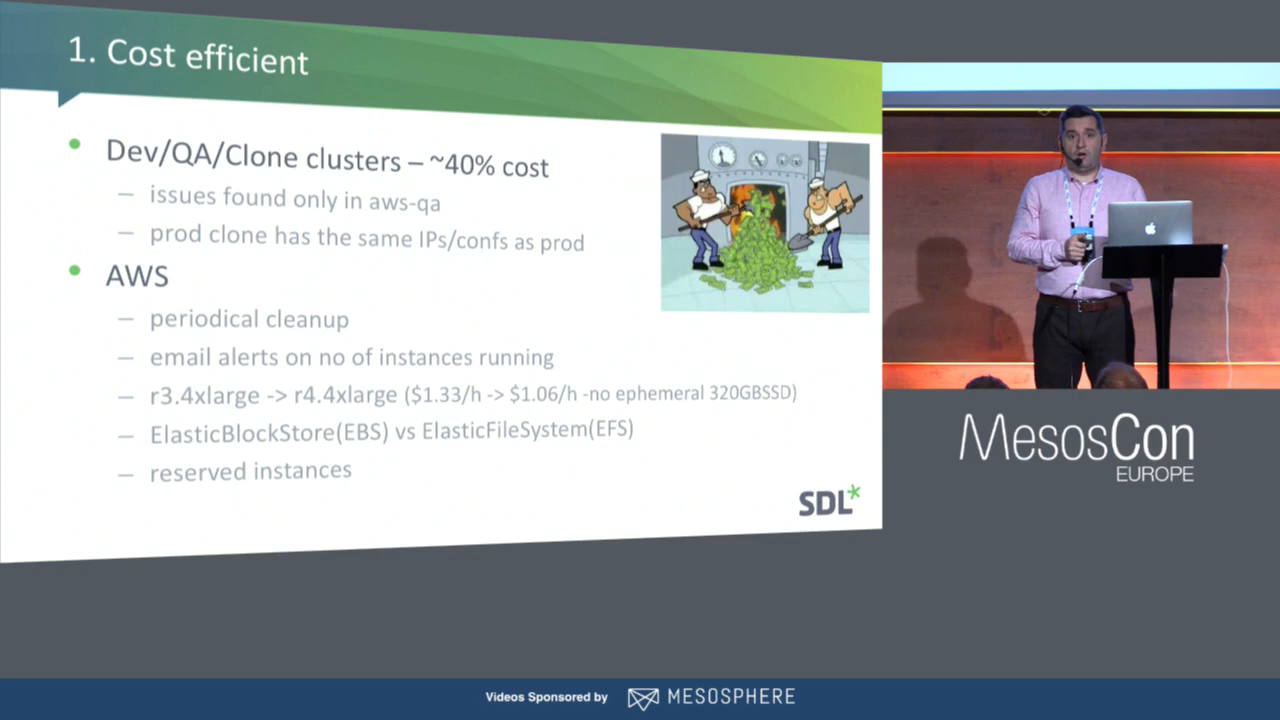 1. Cost efficient
• Dev/QA/Clone clusters – ~40% cost
– issues found only in aws-qa
– prod clone has the same IPs/confs as prod
• AWS
– periodical cleanup
– email alerts on no of instances running
– r3.4xlarge -> r4.4xlarge ($1.33/h -> $1.06/h -no ephemeral 320GBSSD)
– ElasticBlockStore(EBS) vs ElasticFileSystem(EFS)
– reserved instances
SDL*
MesosCon
EUROPE
Videos Sponsored by MESOSPHERE